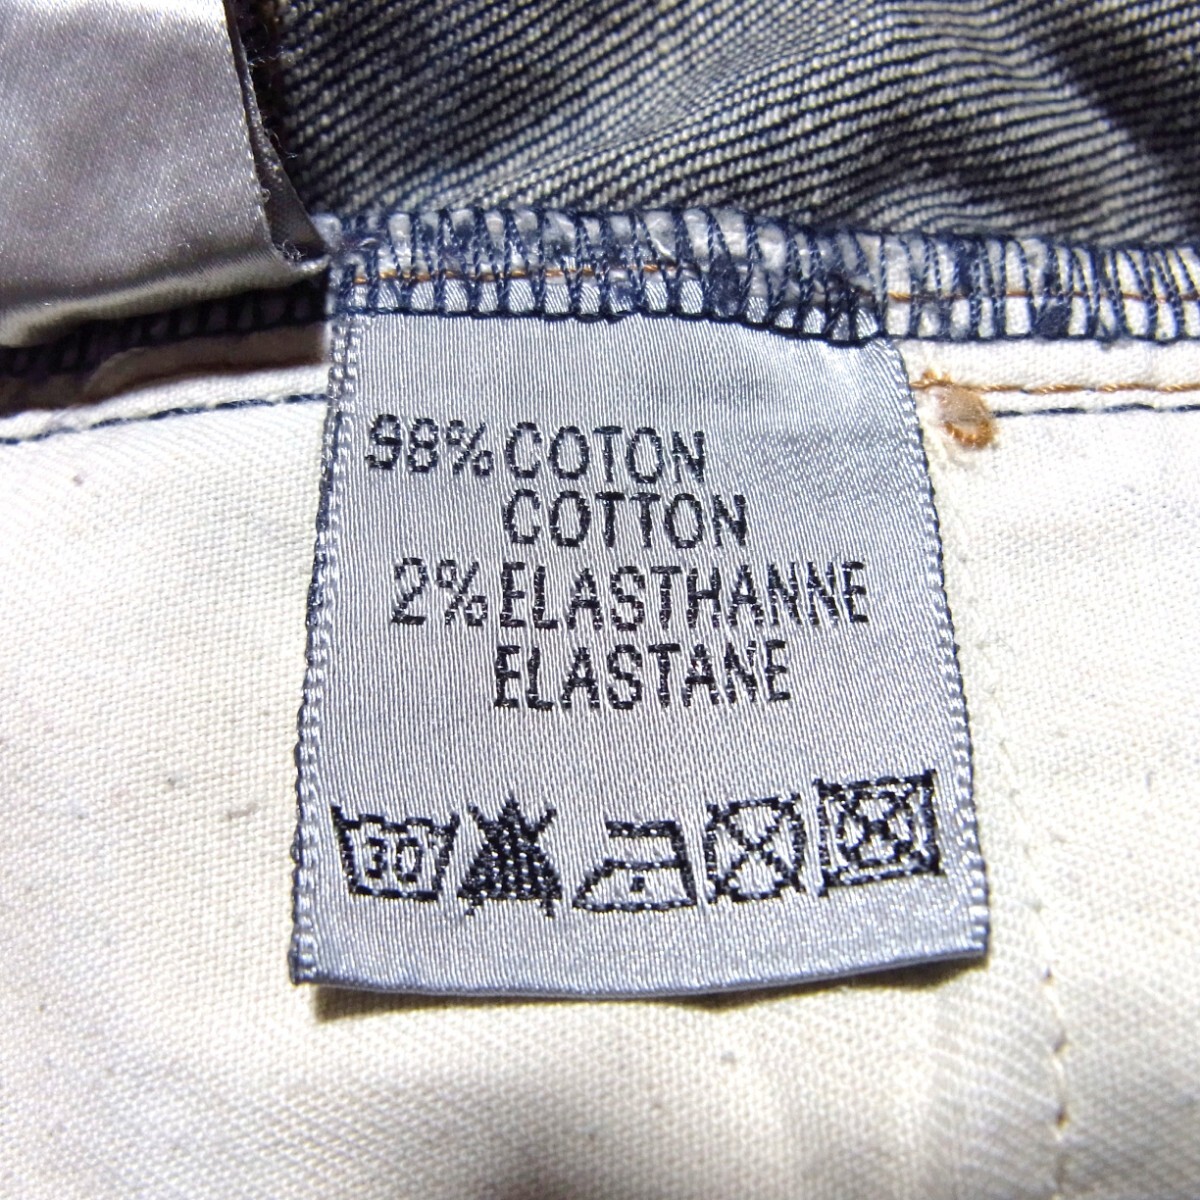 98% COTON
COTTON
2% ELASTHANNE
ELASTANE
30